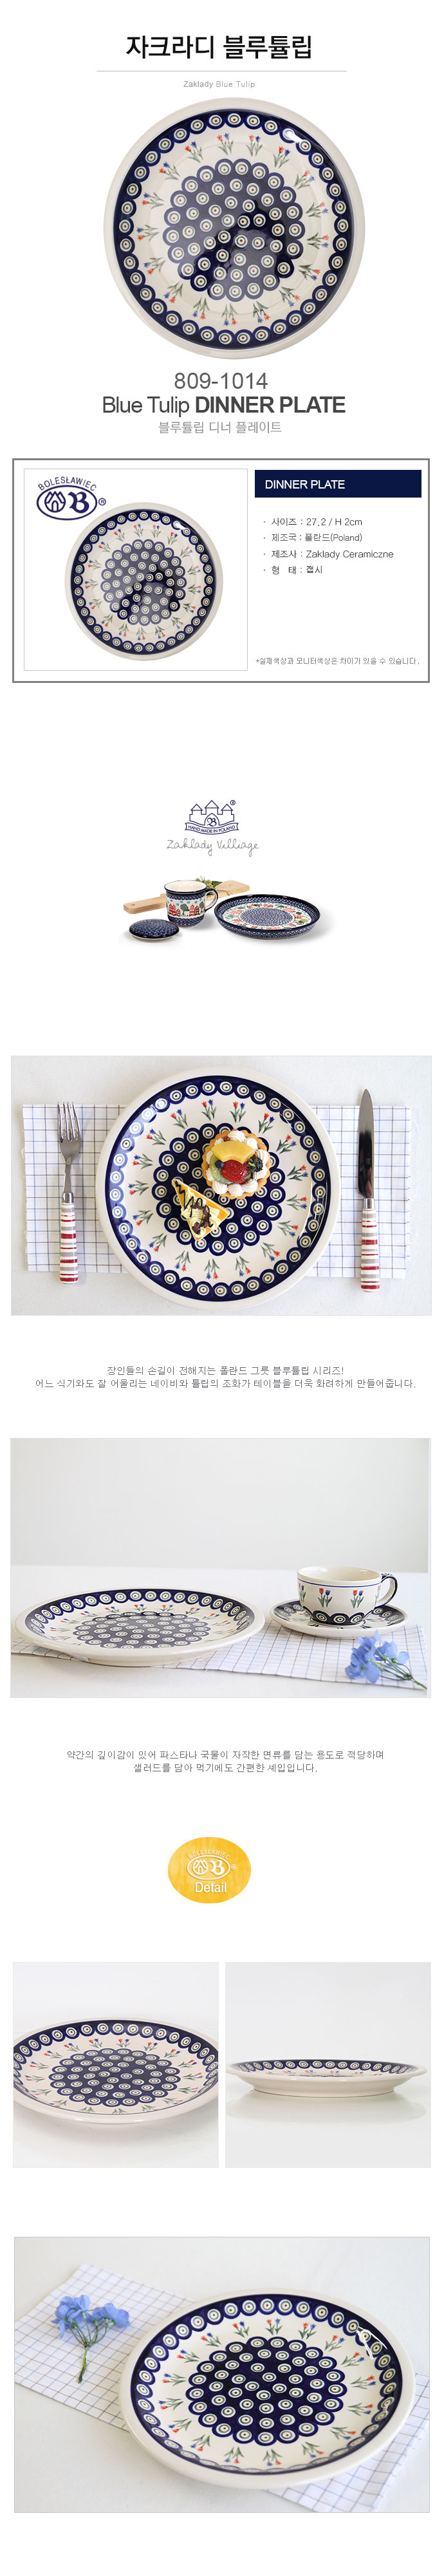 자크라디 블루튤립
Zaklady Blue Tulip
809-1014
Blue Tulip DINNER PLATE
블루튤립 디너 플레이트
BOLESŁAWIEC
B
®
DINNER PLATE
· 사이즈 : 27.2 / H 2cm
· 제조국 : 폴란드(Poland)
· 제조사 : Zaklady Ceramiczne
· 형 태 : 접시
*실제색상과 모니터색상은 차이가 있을 수 있습니다.
®
B
HAND MADE IN POLAND
Zaklady Villiage
장인들의 손길이 전해지는 폴란드 그릇 블루튤립 시리즈!
어느 식기와도 잘 어울리는 네이비와 튤립의 조화가 테이블을 더욱 화려하게 만들어줍니다.
약간의 깊이감이 있어 파스타나 국물이 자작한 면류를 담는 용도로 적당하며
샐러드를 담아 먹기에도 간편한 셰입입니다.
BOLESŁAWIEC
B
®
Detail